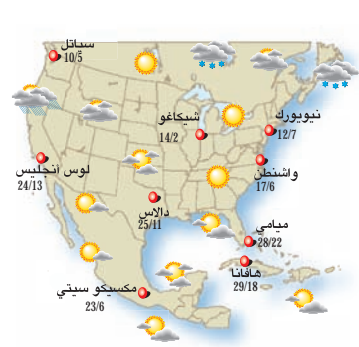 سياتل
10/5
شيكاغو
14/2
نيويورك
12/7
واشنطن
17/6
لوس أنجليس
24/13
دالاس
25/11
ميامي
28/22
هافانا
29/18
مكسيكو سيتي
23/6